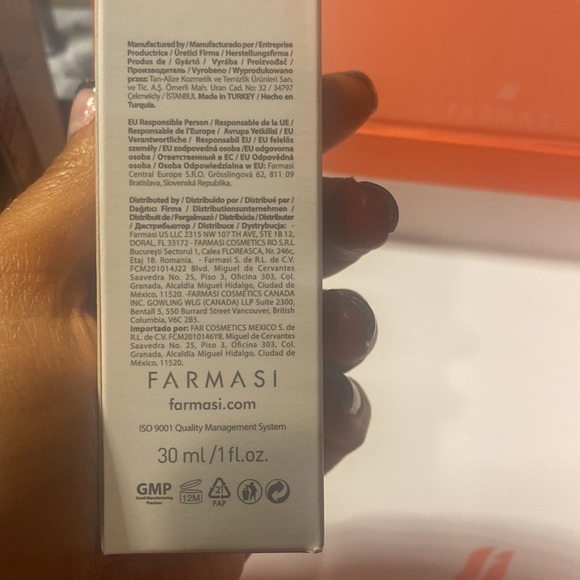 Manufactured by / Manufacturado por / Entreprise
Productrice / Üretici Firma / Herstellungsfirma /
Produs de / Gyártó / Vyrába / Proizvođač /
Производитель / Vyrobeno / Wyprodukowano
przez: Tan-Alize Kozmetik ve Temizlik Ürünleri San.
ve Tic. A.Ş. Ömerli Mah. Uran Cad. No: 32 / 34797
Çekmeköy / İSTANBUL Made in TURKEY / Hecho en
Turquía.
EU Responsible Person / Responsable de la UE /
Responsable de l'Europe / Avrupa Yetkilisi / EU
Verantwortliche / Responsabil EU / EU felelős
személy / EU zodpovedná osoba /EU odgovorna
osoba / Ответственный в ЕС / EU Odpovědná
osoba / Osoba Odpowiedzialna w EU: Farmasi
Central Europe S.R.O. Grösslingová 62, 811 09
Bratislava, Slovenská Republika.
Distributed by / Distribuido por / Distribué par /
Dağıtıcı Firma / Distributionsunternehmen /
Distribuit de / Forgalmazó / Distribúcia / Distributer
/ Дистрибьютор / Distribuce / Dystrybucja: -
Farmasi US LLC 2315 NW 107 TH AVE, STE 1B 12,
DORAL, FL 33172 - FARMASI COSMETICS RO S.R.L
Bucureşti Sectorul 1, Calea FLOREASCA, Nr. 246c,
Etaj 18. Romania. - Farmasi S. de R.L. de C.V.
FCM201014J22 Blvd. Miguel de Cervantes
Saavedra No. 25, Piso 3, Oficina 303, Col.
Granada, Alcaldía Miguel Hidalgo, Ciudad de
México, 11520. -FARMASI COSMETICS CANADA
INC. GOWLING WLG (CANADA) LLP Suite 2300,
Bentall 5, 550 Burrard Street Vancouver, British
Columbia, V6C 2B5.
Importado por: FAR COSMETICS MEXICO S. de
R.L. de C.V. FCM2010146Y8. Miguel de Cervantes
Saavedra No. 25, Piso 3, Oficina 303, Col.
Granada, Alcaldía Miguel Hidalgo, Ciudad de
México, 11520.
FARMASi
farmasi.com
ISO 9001 Quality Management System
30 ml /1 fl.oz.
GMP
Good Manufacturing
Practices
12M
21
PAP